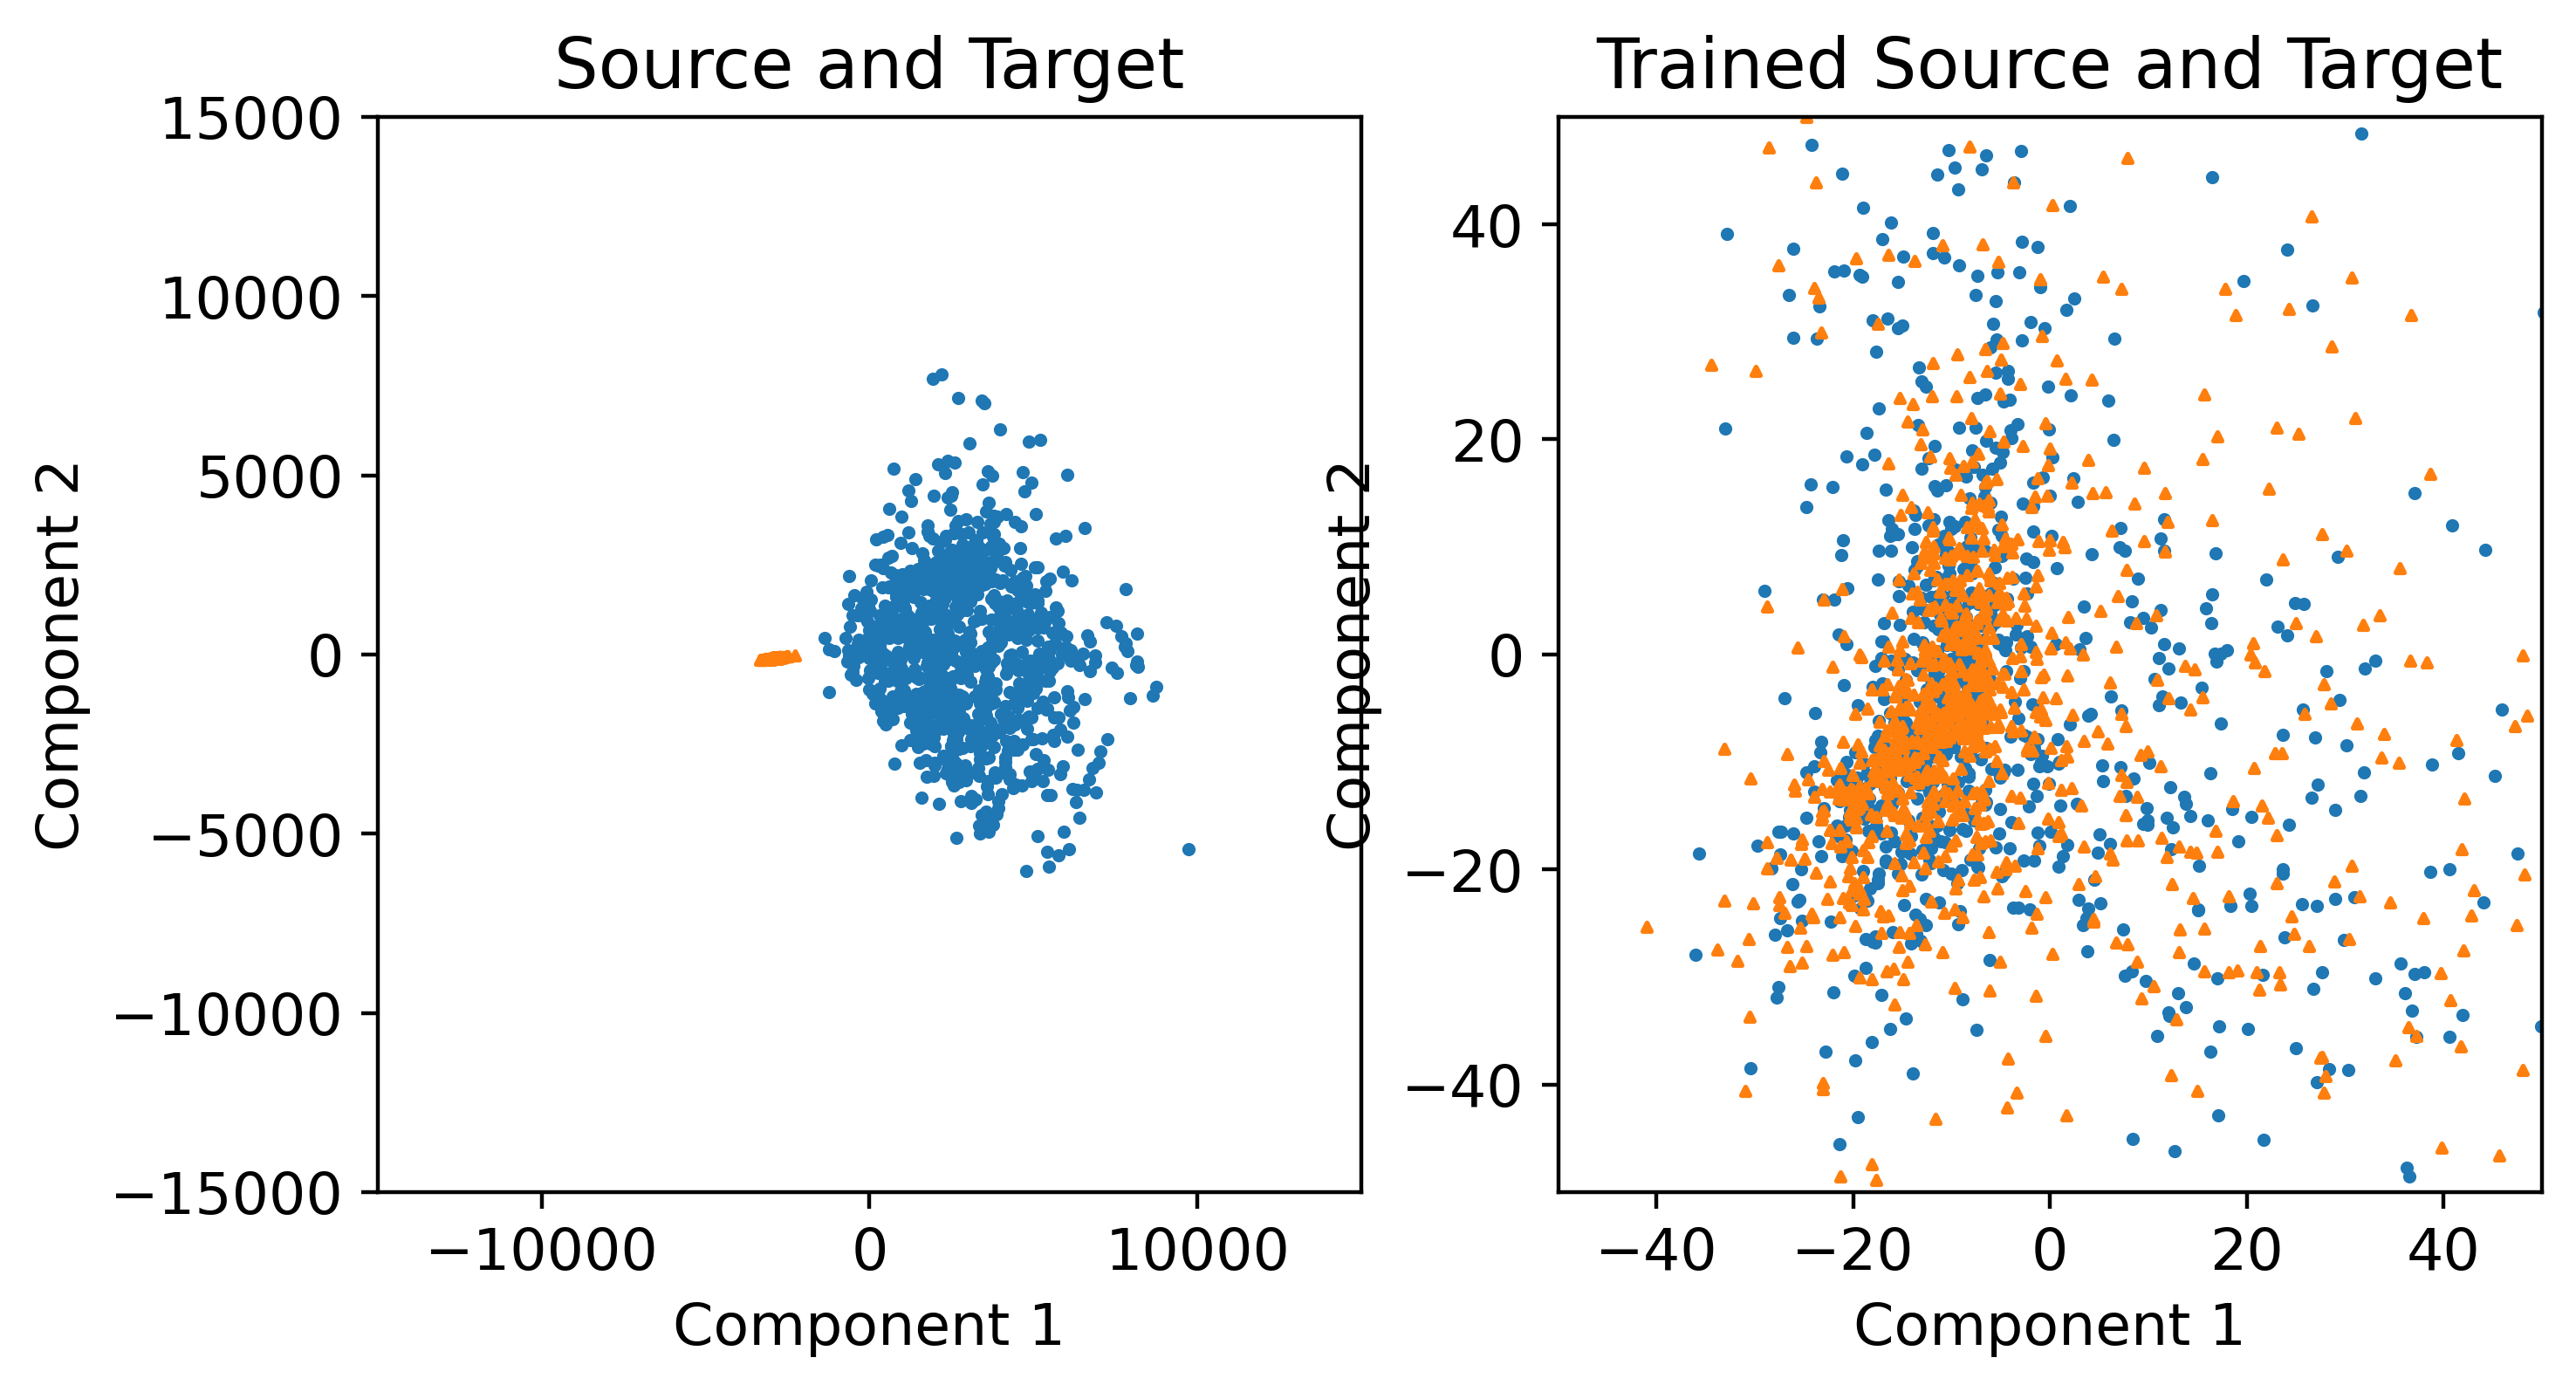 Source and Target
15000
10000
5000
0
−5000
−10000
−15000
Component 2
−10000 0 10000
Component 1
Trained Source and Target
40
20
0
−20
−40
Component 2
−40 −20 0 20 40
Component 1